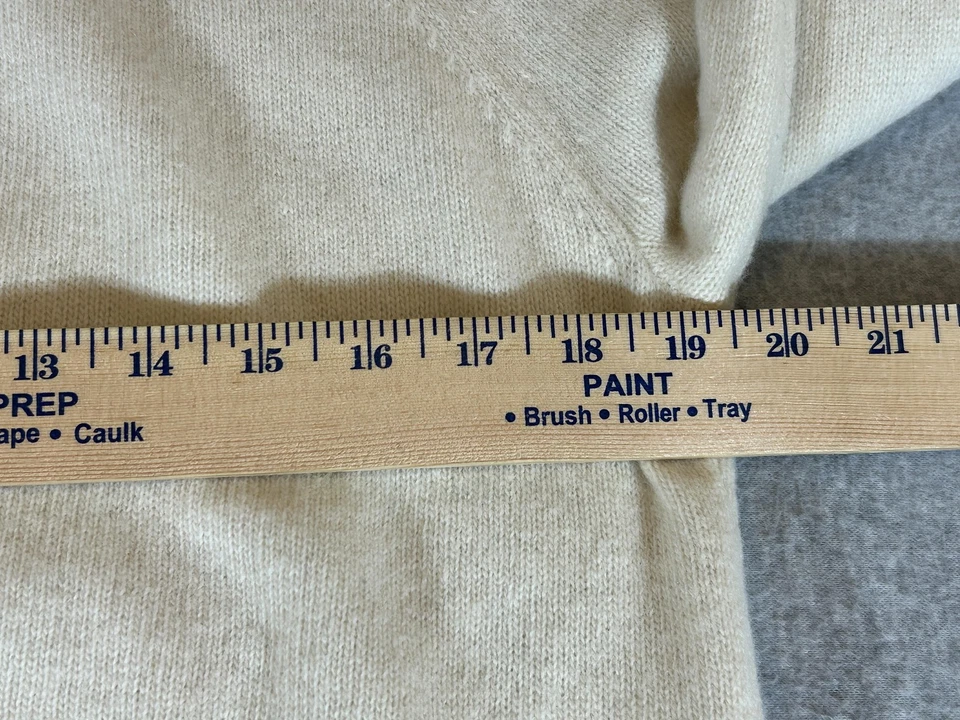 13 14 15 16 17 18 19 20 21
PREP
ape • Caulk
PAINT
• Brush • Roller • Tray